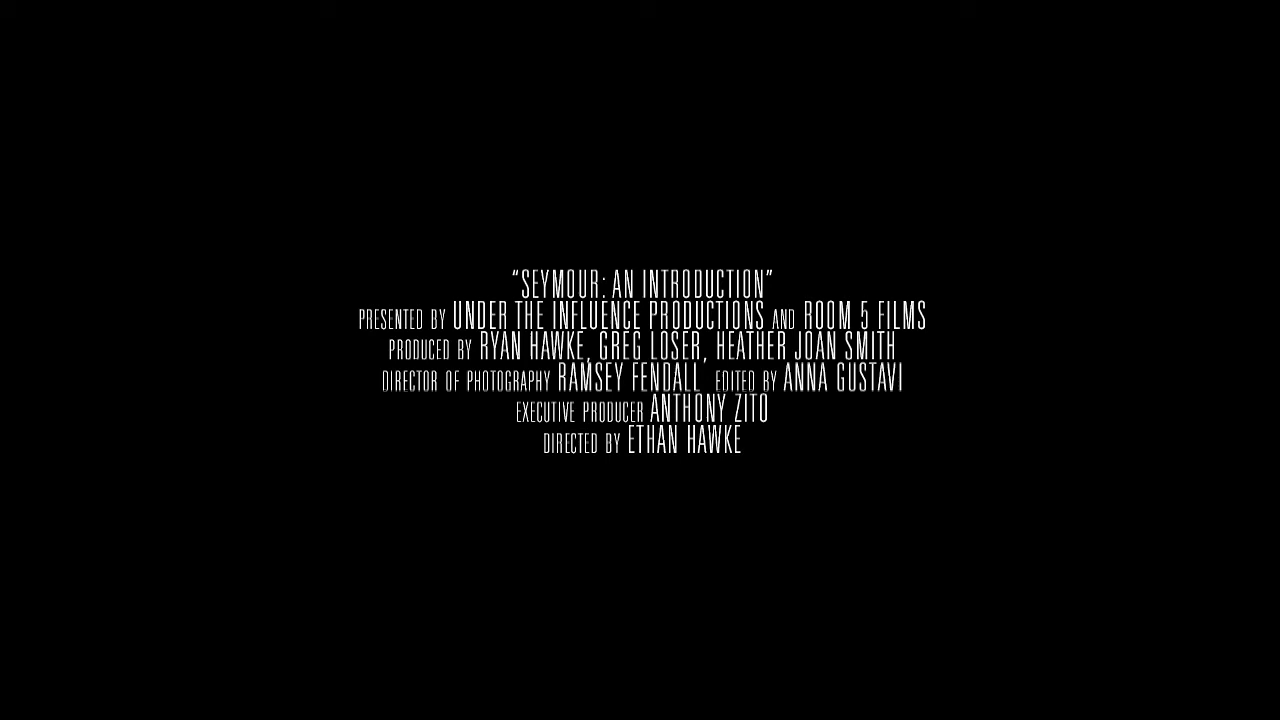 “SEYMOUR: AN INTRODUCTION”
PRESENTED BY UNDER THE INFLUENCE PRODUCTIONS AND ROOM 5 FILMS
PRODUCED BY RYAN HAWKE, GREG LOSER, HEATHER JOAN SMITH
DIRECTOR OF PHOTOGRAPHY RAMSEY FENDALL EDITED BY ANNA GUSTAVI
EXECUTIVE PRODUCER ANTHONY ZITO
DIRECTED BY ETHAN HAWKE